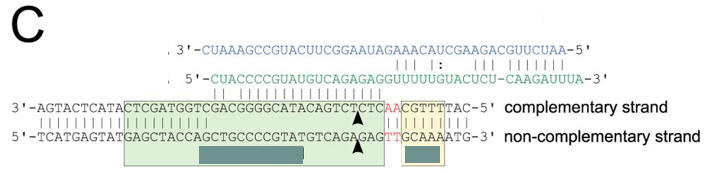 C
3'-CUAAAGCCGUACUUCGGAAUAGAAACAUCGAAGACGUUCUAA-5'
5'-CUACCCCGUAUGUCAGAGAGGUUUUUGUACUCU-CAAGAUUUA-3'
3'-AGTACTCATACTCGATGGTCGACGGGGCATACAGTCTCTCAACGTTTTAC-5' complementary strand
5'-TCATGAGTATGAGCTACCAGCTGCCCCGTATGTCAGAGAGTTGCAAAATG-3' non-complementary strand